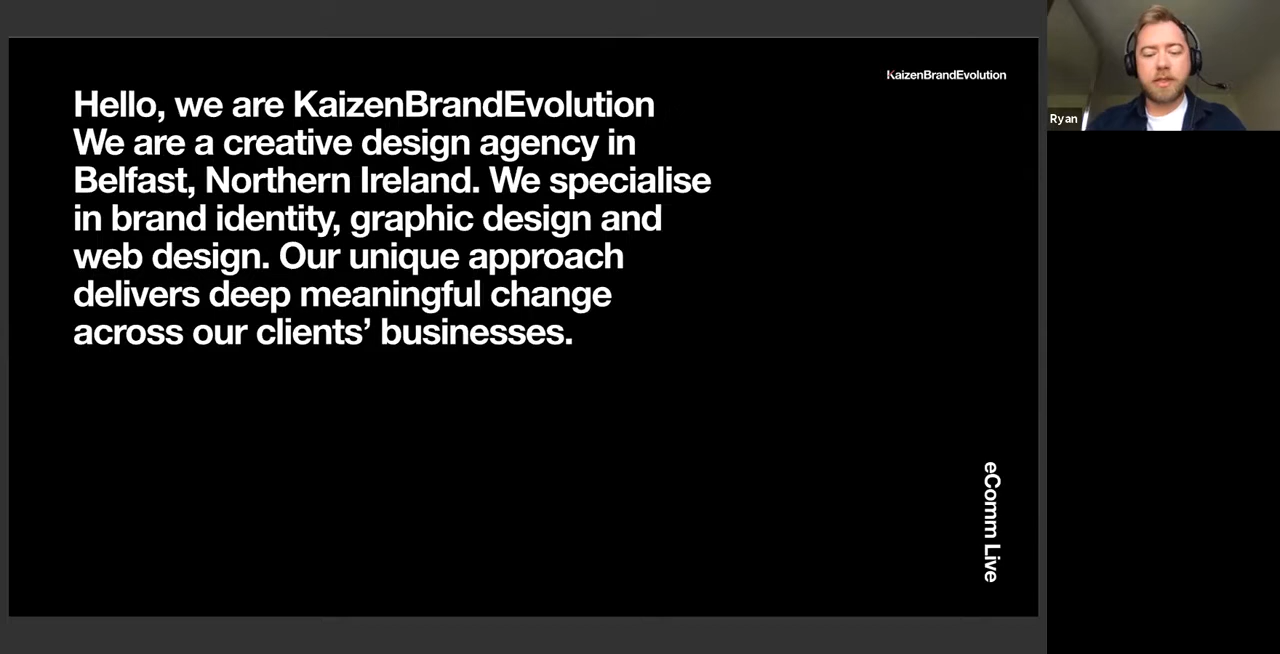 KaizenBrandEvolution
Hello, we are KaizenBrandEvolution
We are a creative design agency in
Belfast, Northern Ireland. We specialise
in brand identity, graphic design and
web design. Our unique approach
delivers deep meaningful change
across our clients’ businesses.
eComm Live
Ryan